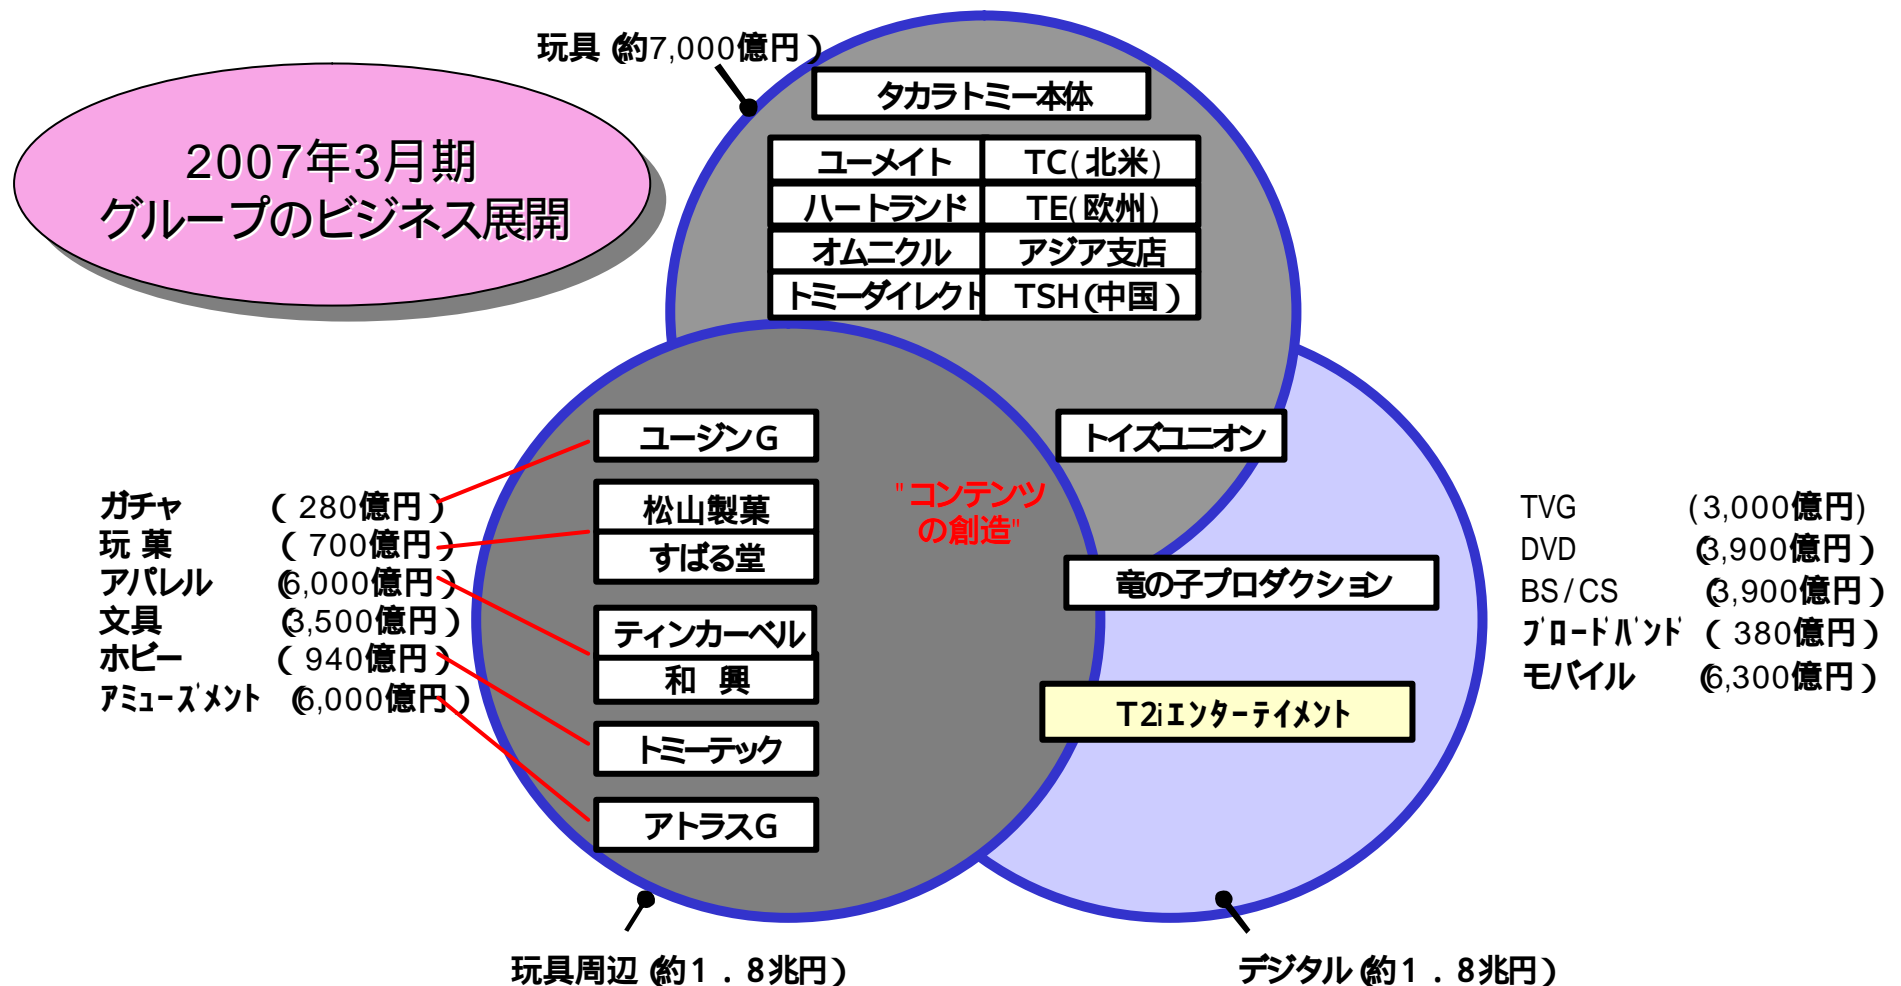 玩具（約7,000億円）
2007年3月期
グループのビジネス展開
タカラトミー本体
ユーメイト TC(北米)
ハートランド TE(欧州)
オムニクル アジア支店
トミーダイレクト TSH(中国）
ユージンG
トイズユニオン
"コンテンツ
の創造"
松山製菓
すばる堂
ガチャ （ 280億円）
玩 菓 （ 700億円）
アパレル （6,000億円）
文具 （3,500億円）
ホビー （ 940億円）
ｱﾐｭｰｽﾞﾒﾝﾄ （6,000億円）
TVG (3,000億円)
DVD （3,900億円）
BS/CS （3,900億円）
ﾌﾞﾛｰﾄﾞﾊﾞﾝﾄﾞ （ 380億円）
モバイル （6,300億円）
竜の子プロダクション
ティンカーベル
和 興
T2iｴﾝﾀｰﾃｲﾒﾝﾄ
トミーテック
アトラスG
玩具周辺（約1．8兆円）
デジタル（約1．8兆円）